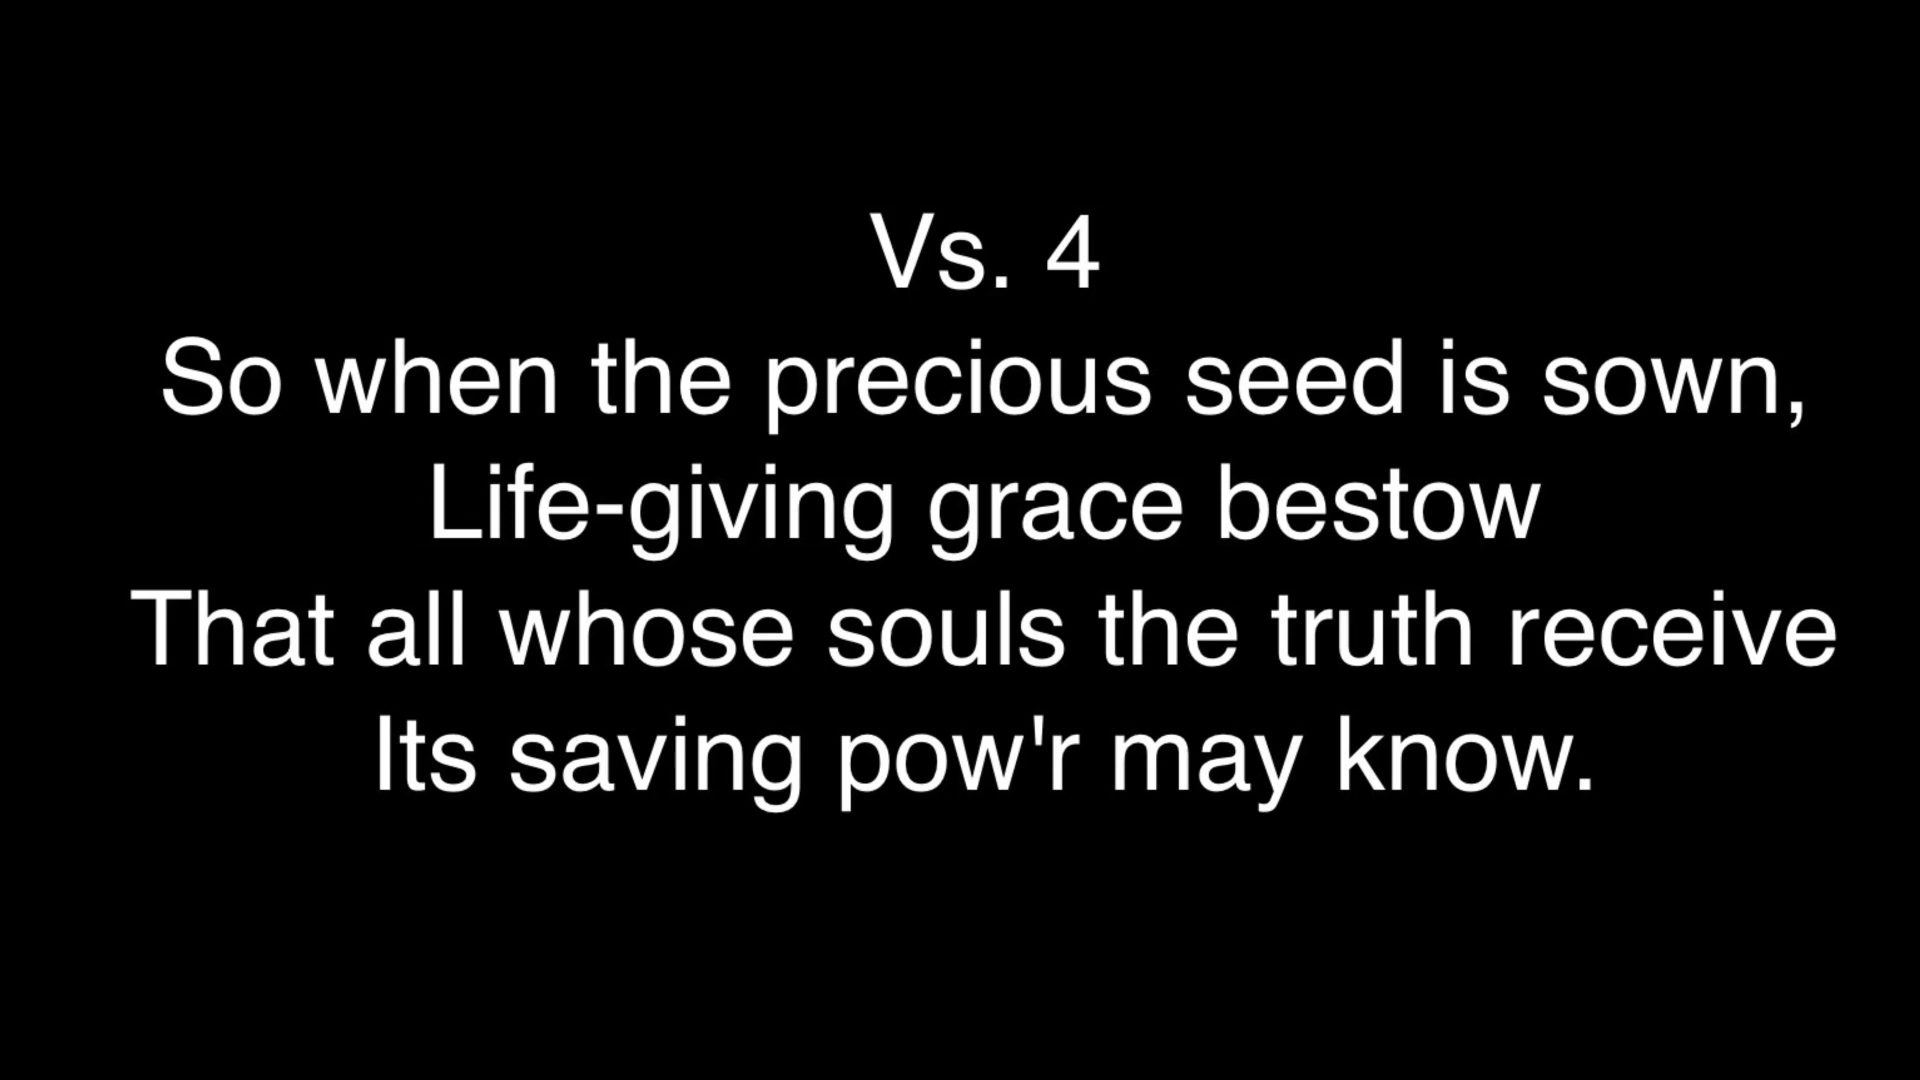 Vs. 4
So when the precious seed is sown,
Life-giving grace bestow
That all whose souls the truth receive
Its saving pow'r may know.